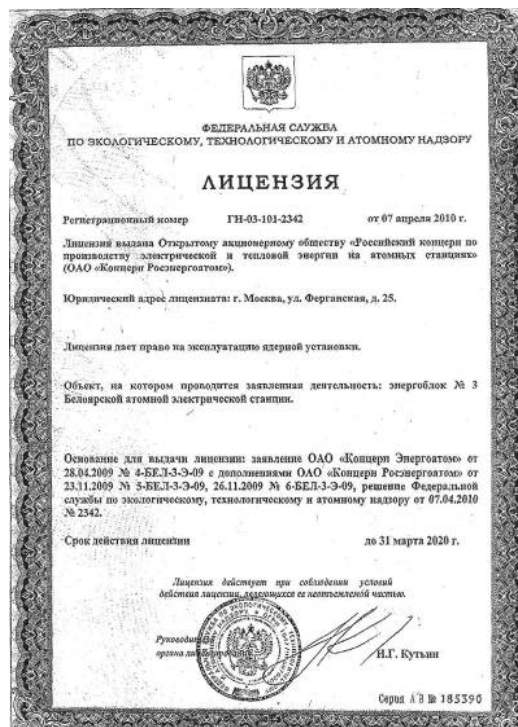 ФЕДЕРАЛЬНАЯ СЛУЖБА
ПО ЭКОЛОГИЧЕСКОМУ, ТЕХНОЛОГИЧЕСКОМУ И АТОМНОМУ НАДЗОРУ
ЛИЦЕНЗИЯ
Регистрационный номер ГН-03-101-2342 от 07 апреля 2010 г.
Лицензия выдана Открытому акционерному обществу «Российский концерн по
производству электрической и тепловой энергии на атомных станциях»
(ОАО «Концерн Росэнергоатом»).
Юридический адрес лицензиата: г. Москва, ул. Ферганская, д. 25.
Лицензия дает право на эксплуатацию ядерной установки.
Объект, на котором проводится заявленная деятельность: энергоблок № 3
Белоярской атомной электрической станции.
Основание для выдачи лицензии: заявление ОАО «Концерн Энергоатом» от
28.04.2009 № 4-БЕЛ-3-Э-09 с дополнениями ОАО «Концерн Росэнергоатом» от
23.11.2009 № 5-БЕЛ-3-Э-09, 26.11.2009 № 6-БЕЛ-3-Э-09, решение Федеральной
службы по экологическому, технологическому и атомному надзору от 07.04.2010
№ 2342.
Срок действия лицензии до 31 марта 2020 г.
Лицензия действует при соблюдении условий
действия лицензии, являющихся ее неотъемлемой частью.
Руководитель
органа лицензирования
Н.Г. Кутьин
Серия А В № 185390